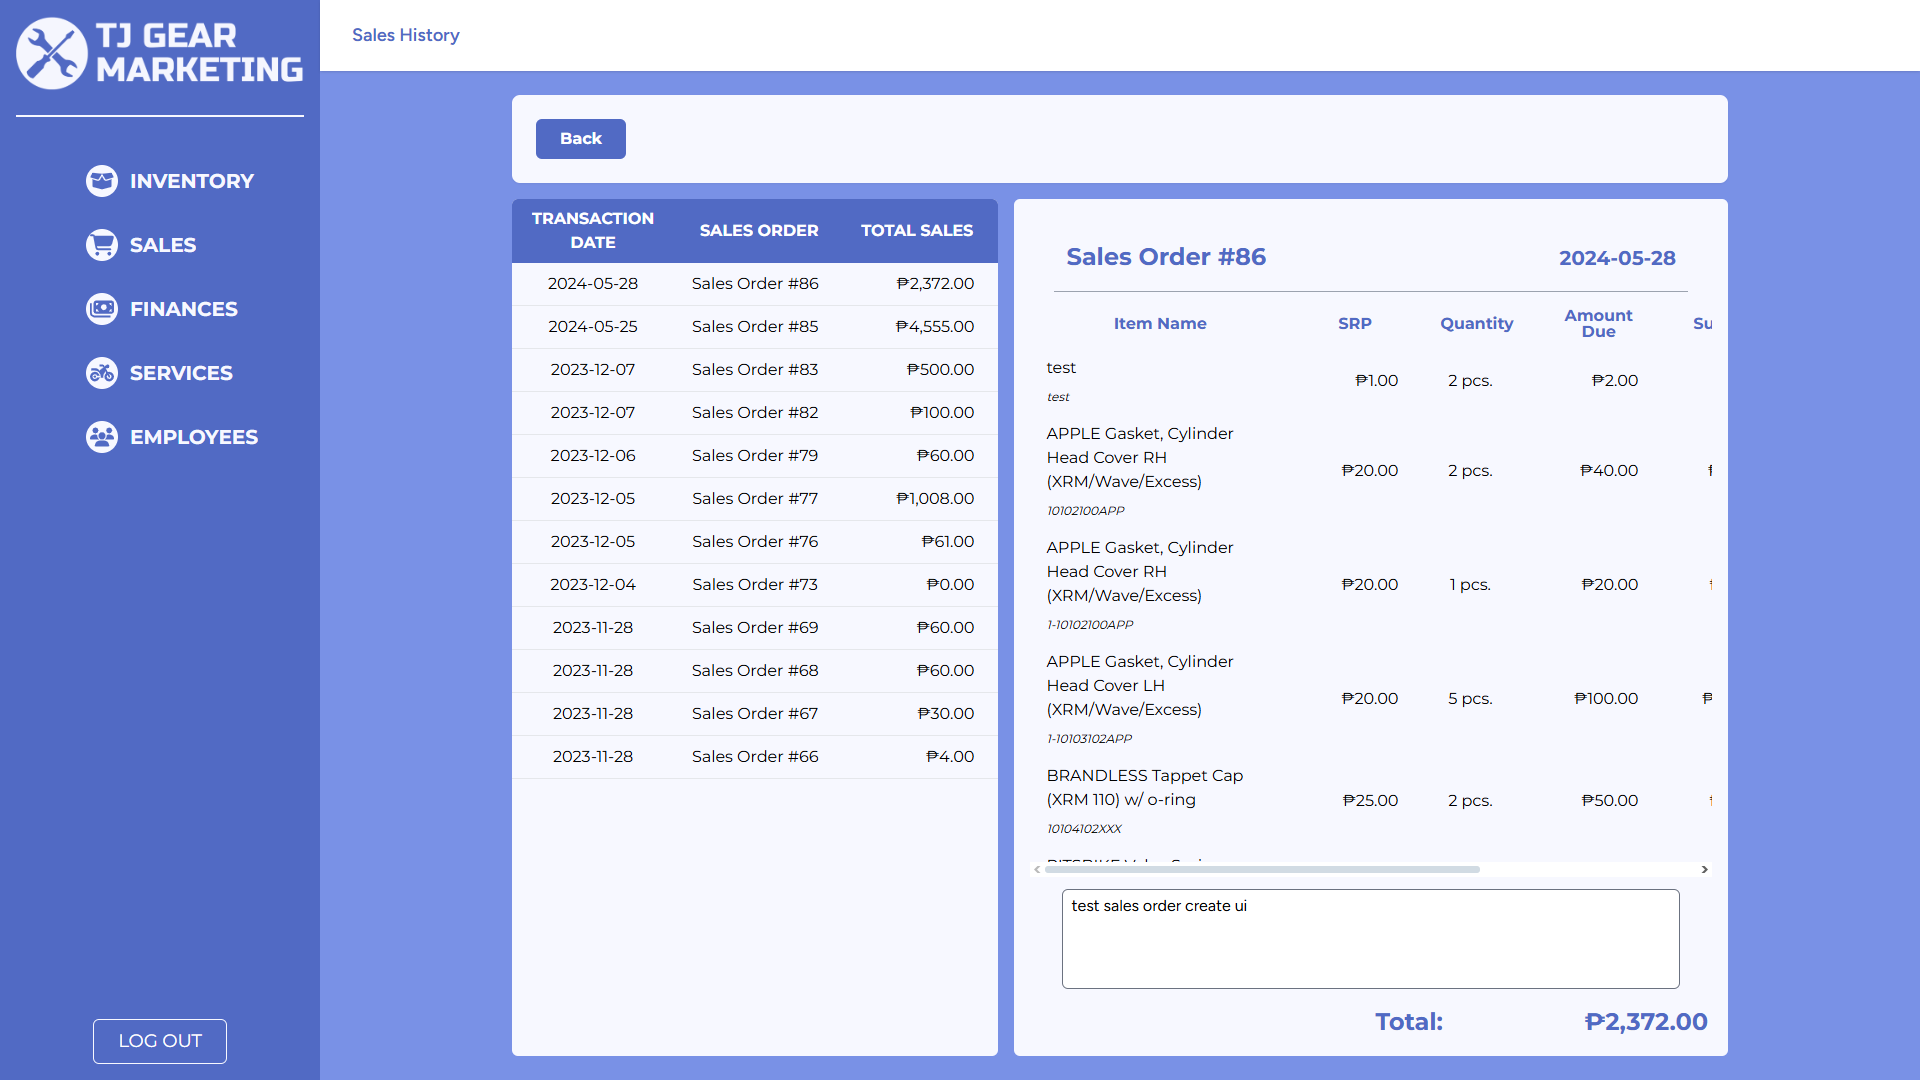 TJ GEAR
MARKETING
INVENTORY
SALES
FINANCES
SERVICES
EMPLOYEES
LOG OUT
Sales History
Back
TRANSACTION DATE SALES ORDER TOTAL SALES
2024-05-28 Sales Order #86 ₱2,372.00
2024-05-25 Sales Order #85 ₱4,555.00
2023-12-07 Sales Order #83 ₱500.00
2023-12-07 Sales Order #82 ₱100.00
2023-12-06 Sales Order #79 ₱60.00
2023-12-05 Sales Order #77 ₱1,008.00
2023-12-05 Sales Order #76 ₱61.00
2023-12-04 Sales Order #73 ₱0.00
2023-11-28 Sales Order #69 ₱60.00
2023-11-28 Sales Order #68 ₱60.00
2023-11-28 Sales Order #67 ₱30.00
2023-11-28 Sales Order #66 ₱4.00
Sales Order #86 2024-05-28
Item Name SRP Quantity Amount Due Su
test
₱1.00 2 pcs. ₱2.00
test
APPLE Gasket, Cylinder
Head Cover RH
₱20.00 2 pcs. ₱40.00
(XRM/Wave/Excess)
10102100APP
APPLE Gasket, Cylinder
Head Cover RH
₱20.00 1 pcs. ₱20.00
(XRM/Wave/Excess)
1-10102100APP
APPLE Gasket, Cylinder
Head Cover LH
₱20.00 5 pcs. ₱100.00
(XRM/Wave/Excess)
1-10103102APP
BRANDLESS Tappet Cap
(XRM 110) w/ o-ring ₱25.00 2 pcs. ₱50.00
10104102XXX
test sales order create ui
Total: ₱2,372.00